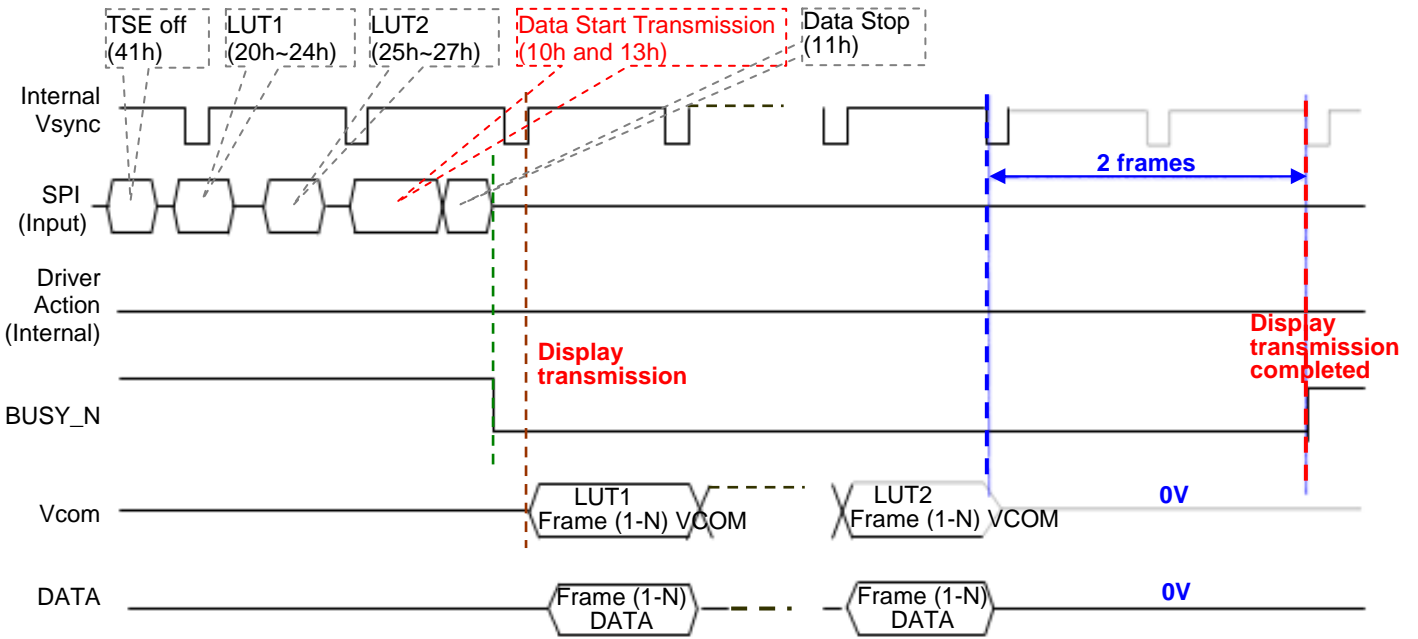 TSE off
(41h)
LUT1
(20h~24h)
LUT2
(25h~27h)
Data Start Transmission
(10h and 13h)
Data Stop
(11h)
Internal
Vsync
2 frames
SPI
(Input)
Driver
Action
(Internal)
Display
transmission
Display
transmission
completed
BUSY_N
Vcom
LUT1
Frame (1-N) VCOM
LUT2
Frame (1-N) VCOM
0V
DATA
Frame (1-N)
DATA
Frame (1-N)
DATA
0V